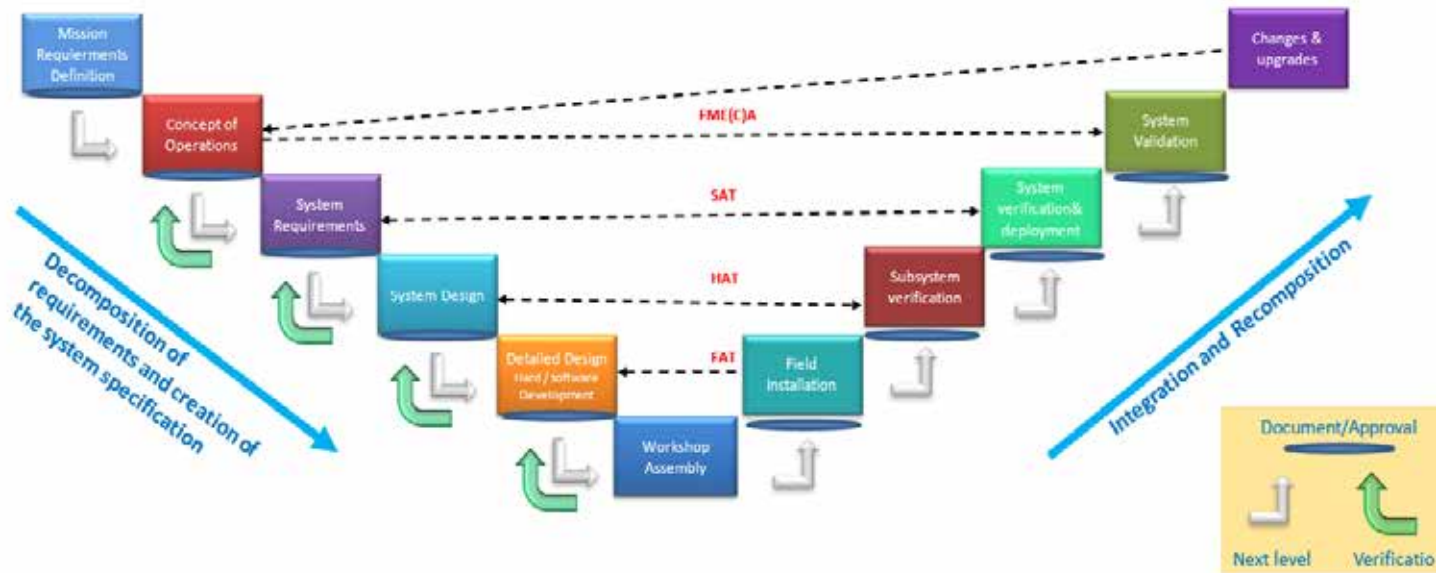 Mission
Requierments
Definition
Changes &
upgrades
Concept of
Operations
FME(C)A
System
Validation
System
Requirements
SAT
System
verification&
deployment
System Design
HAT
Subsystem
verification
Detailed Design
Hard / software
Development
FAT
Field
Installation
Workshop
Assembly
Decomposition of
requirements and creation of
the system specification
Integration and Recomposition
Document/Approval
Next level
Verificatio